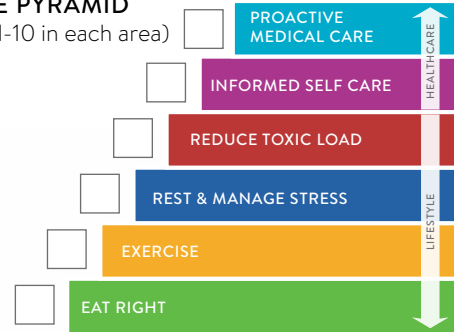 E PYRAMID
1-10 in each area)
PROACTIVE
MEDICAL CARE
INFORMED SELF CARE
REDUCE TOXIC LOAD
REST & MANAGE STRESS
EXERCISE
EAT RIGHT
HEALTHCARE
LIFESTYLE